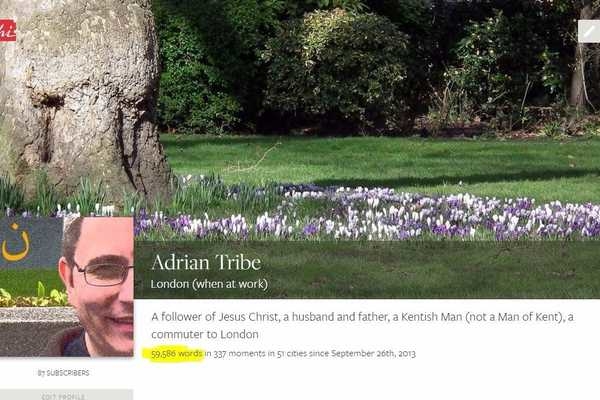 his
ن
Adrian Tribe
London (when at work)
A follower of Jesus Christ, a husband and father, a Kentish Man (not a Man of Kent), a
commuter to London
59,586 words in 337 moments in 51 cities since September 26th, 2013
87 SUBSCRIBERS
EDIT PROFILE